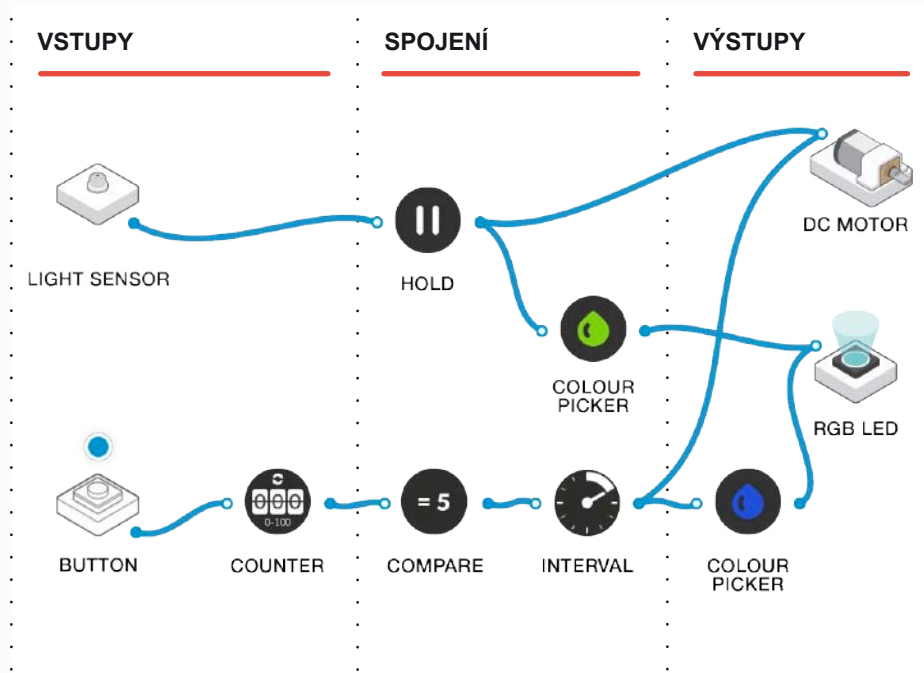 VSTUPY
SPOJENÍ
VÝSTUPY
DC MOTOR
LIGHT SENSOR
HOLD
COLOUR
PICKER
RGB LED
000
0-100
= 5
BUTTON
COUNTER
COMPARE
INTERVAL
COLOUR
PICKER